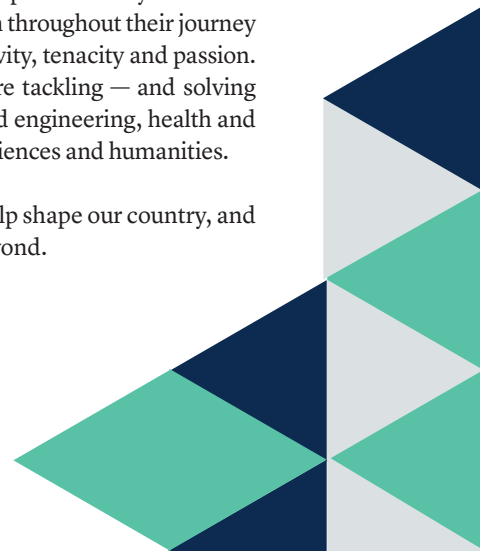 throughout their journey
vity, tenacity and passion.
re tackling — and solving
d engineering, health and
iences and humanities.
lp shape our country, and
ond.